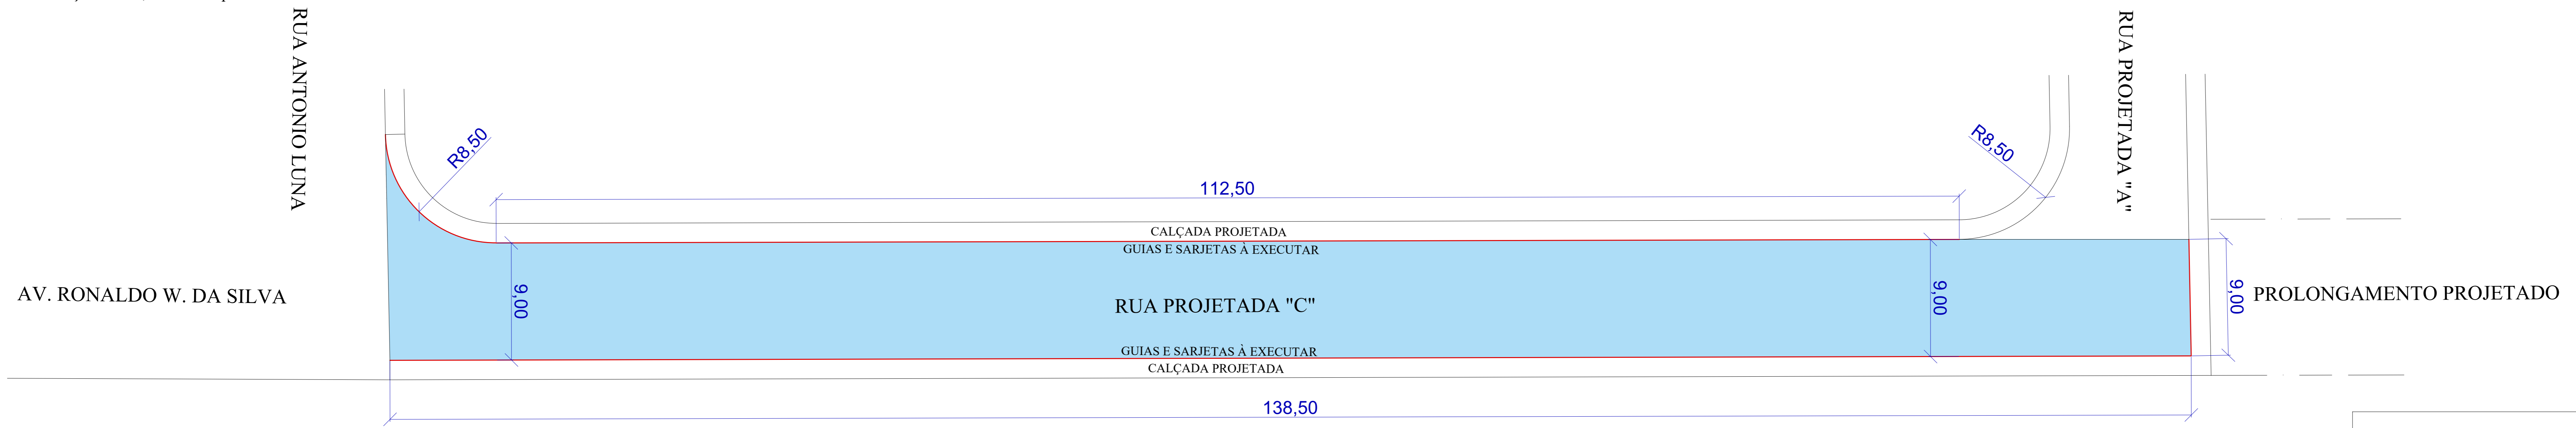 RUA ANTONIO LUNA
RUA PROJETADA "A"
R8,50
R8,50
112,50
CALÇADA PROJETADA
GUIAS E SARJETAS À EXECUTAR
AV. RONALDO W. DA SILVA
9,00
RUA PROJETADA "C"
9,00
9,00
PROLONGAMENTO PROJETADO
GUIAS E SARJETAS À EXECUTAR
CALÇADA PROJETADA
138,50